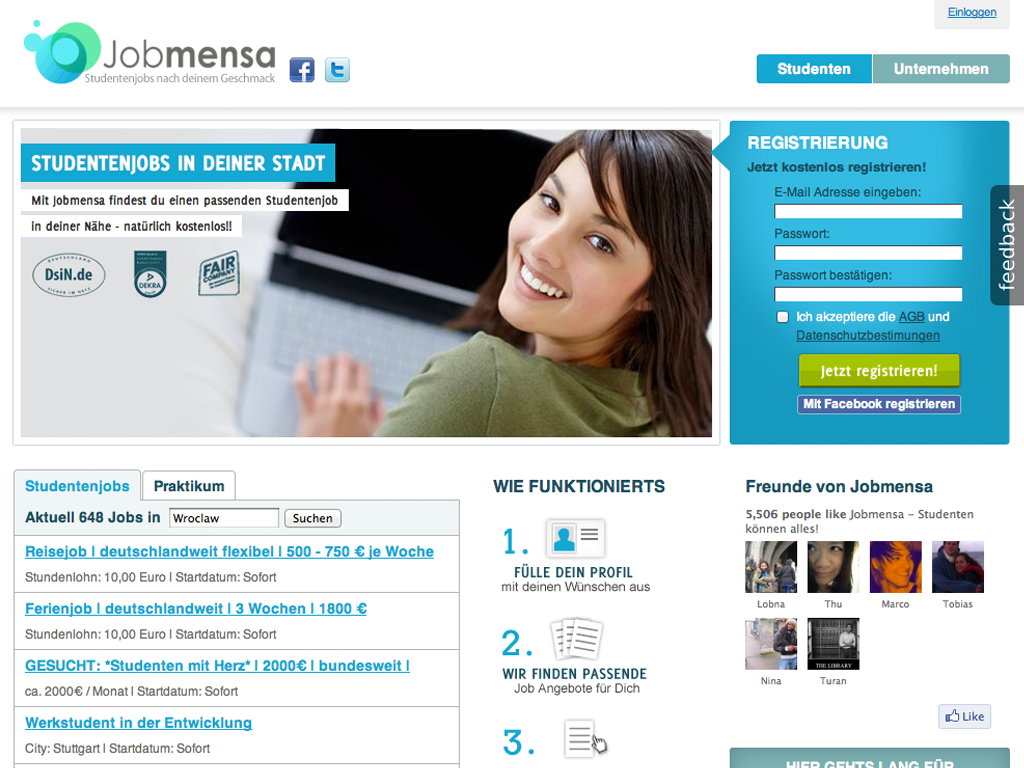 Einloggen
Jobmensa
Studentenjobs nach deinem Geschmack
Studenten
Unternehmen
STUDENTENJOBS IN DEINER STADT
Mit Jobmensa findest du einen passenden Studentenjob
in deiner Nähe - natürlich kostenlos!!
DEUTSCHLAND
DsiN.de
SICHER IM NETZ
DEKRA
FAIR
COMPANY
REGISTRIERUNG
Jetzt kostenlos registrieren!
E-Mail Adresse eingeben:
Passwort:
Passwort bestätigen:
Ich akzeptiere die AGB und
Datenschutzbestimungen
Jetzt registrieren!
Mit Facebook registrieren
feedback
Studentenjobs
Praktikum
Aktuell 648 Jobs in Wroclaw Suchen
Reisejob | deutschlandweit flexibel | 500 - 750 € je Woche
Stundenlohn: 10,00 Euro | Startdatum: Sofort
Ferienjob | deutschlandweit | 3 Wochen | 1800 €
Stundenlohn: 10,00 Euro | Startdatum: Sofort
GESUCHT: *Studenten mit Herz* | 2000€ | bundesweit |
ca. 2000€ / Monat | Startdatum: Sofort
Werkstudent in der Entwicklung
City: Stuttgart | Startdatum: Sofort
WIE FUNKTIONIERTS
1.
FÜLLE DEIN PROFIL
mit deinen Wünschen aus
2.
WIR FINDEN PASSENDE
Job Angebote für Dich
3.
Freunde von Jobmensa
5,506 people like Jobmensa – Studenten
können alles!
Lobna
Thu
Marco
Tobias
THE LIBRARY
Nina
Turan
Like
HIER GEHTS LANG FÜR